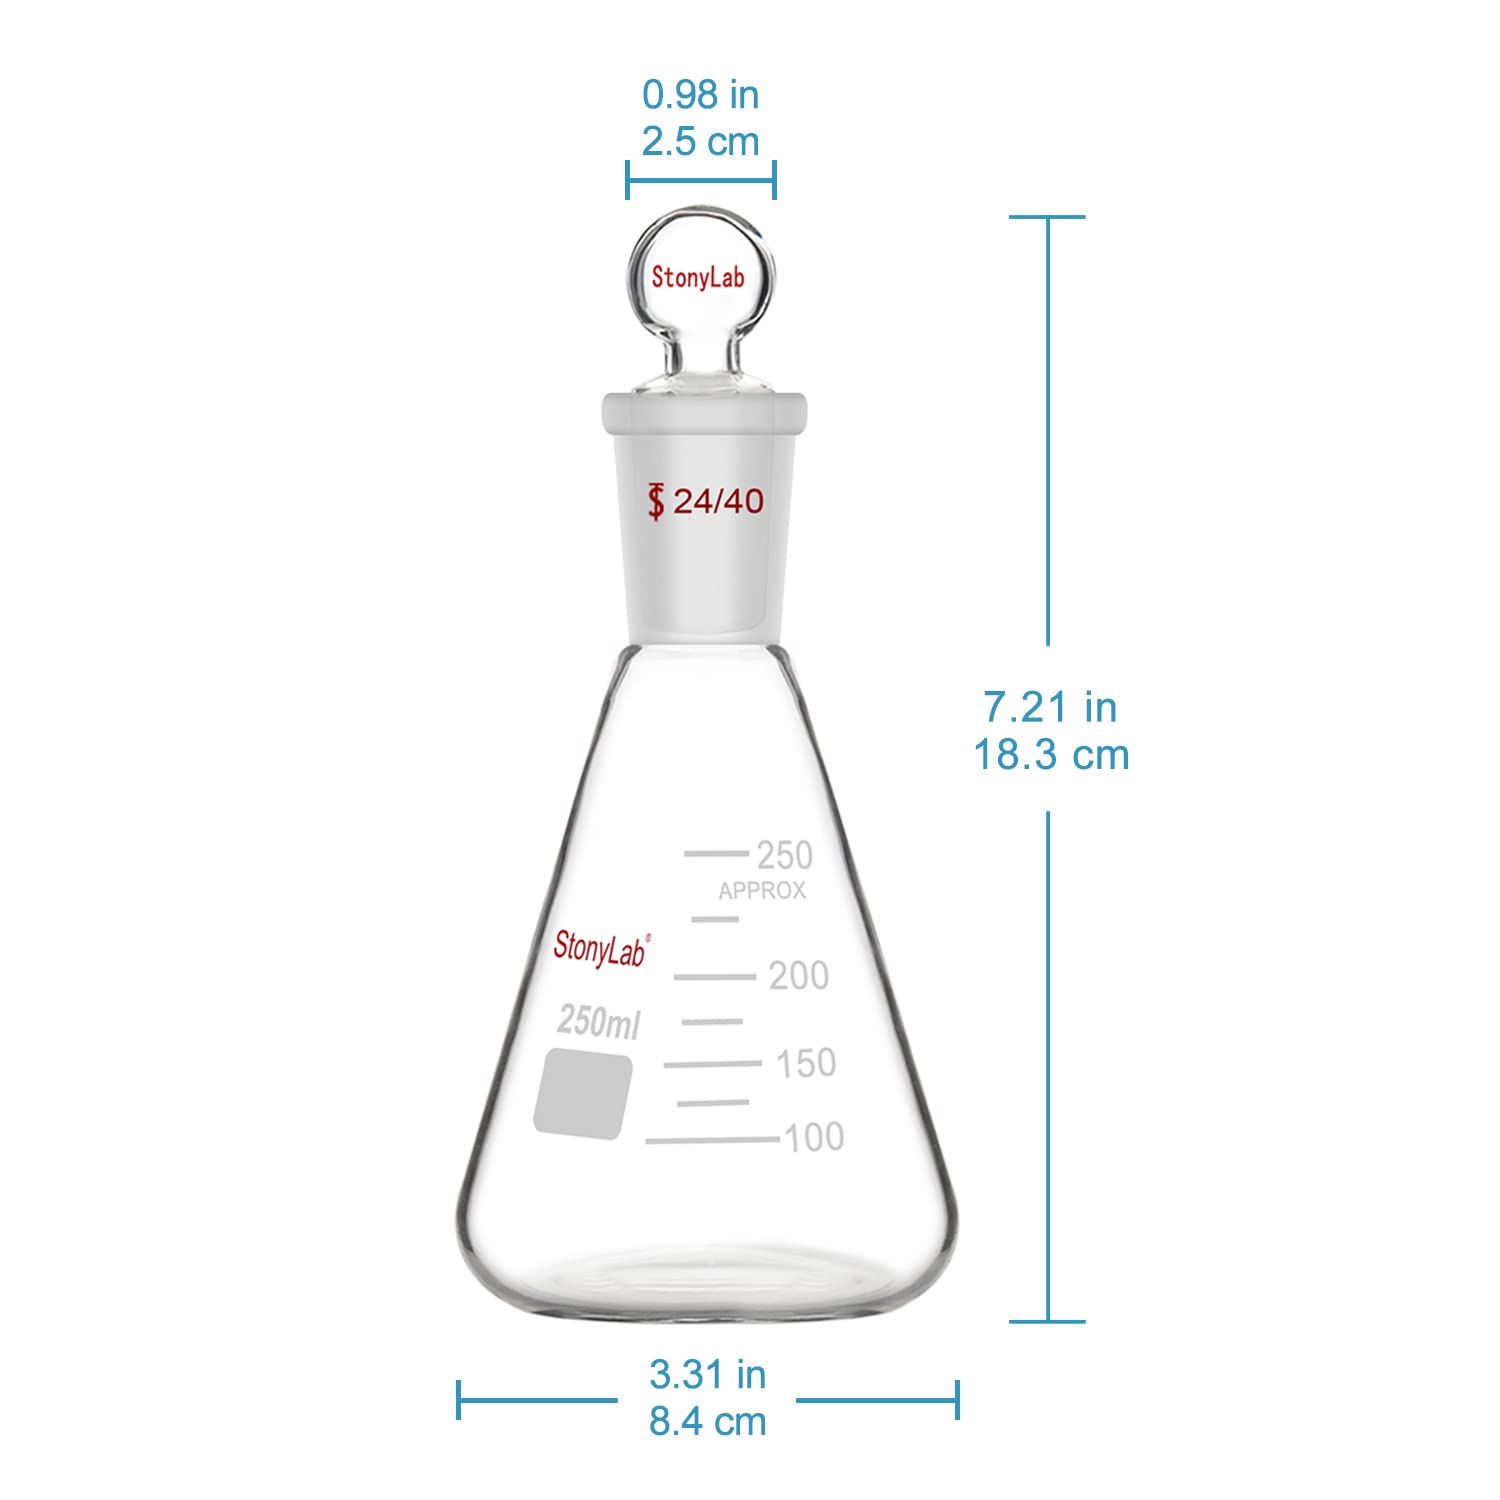 0.98 in
2.5 cm
StonyLab
24/40
7.21 in
18.3 cm
250
APPROX
StonyLab®
200
250ml
150
100
3.31 in
8.4 cm